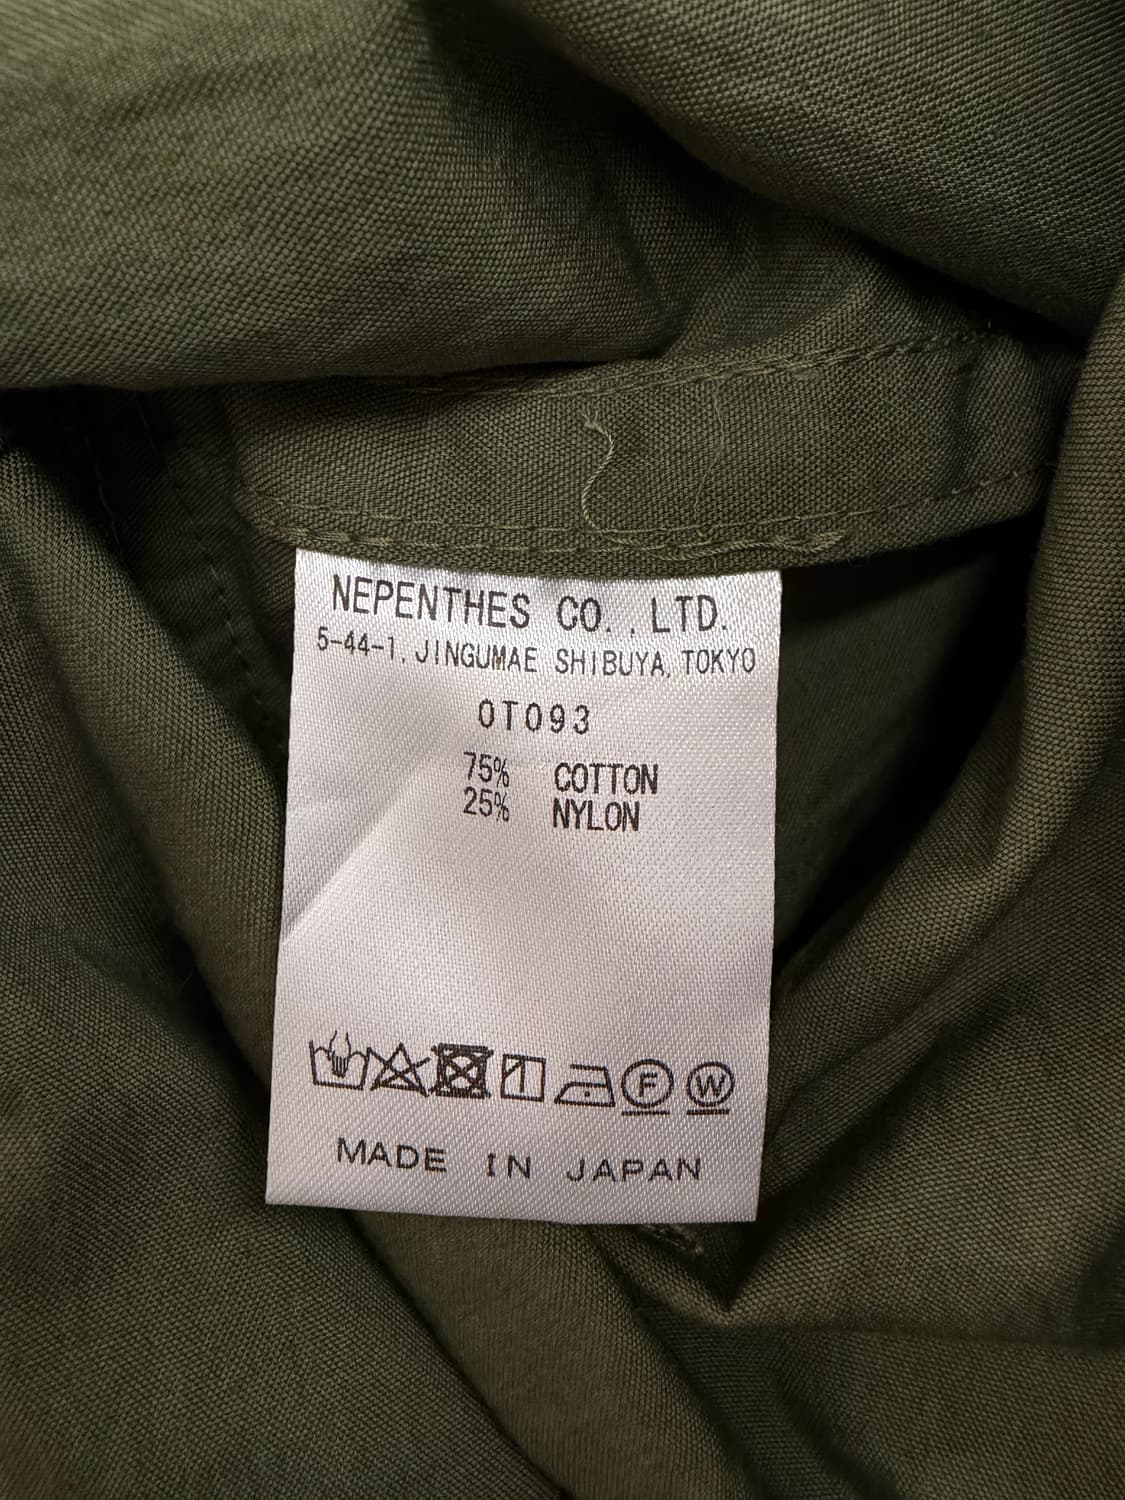 NEPENTHES CO.,LTD.
5-44-1, JINGUMAE SHIBUYA, TOKYO
OT093
75% COTTON
25% NYLON
F W
MADE IN JAPAN